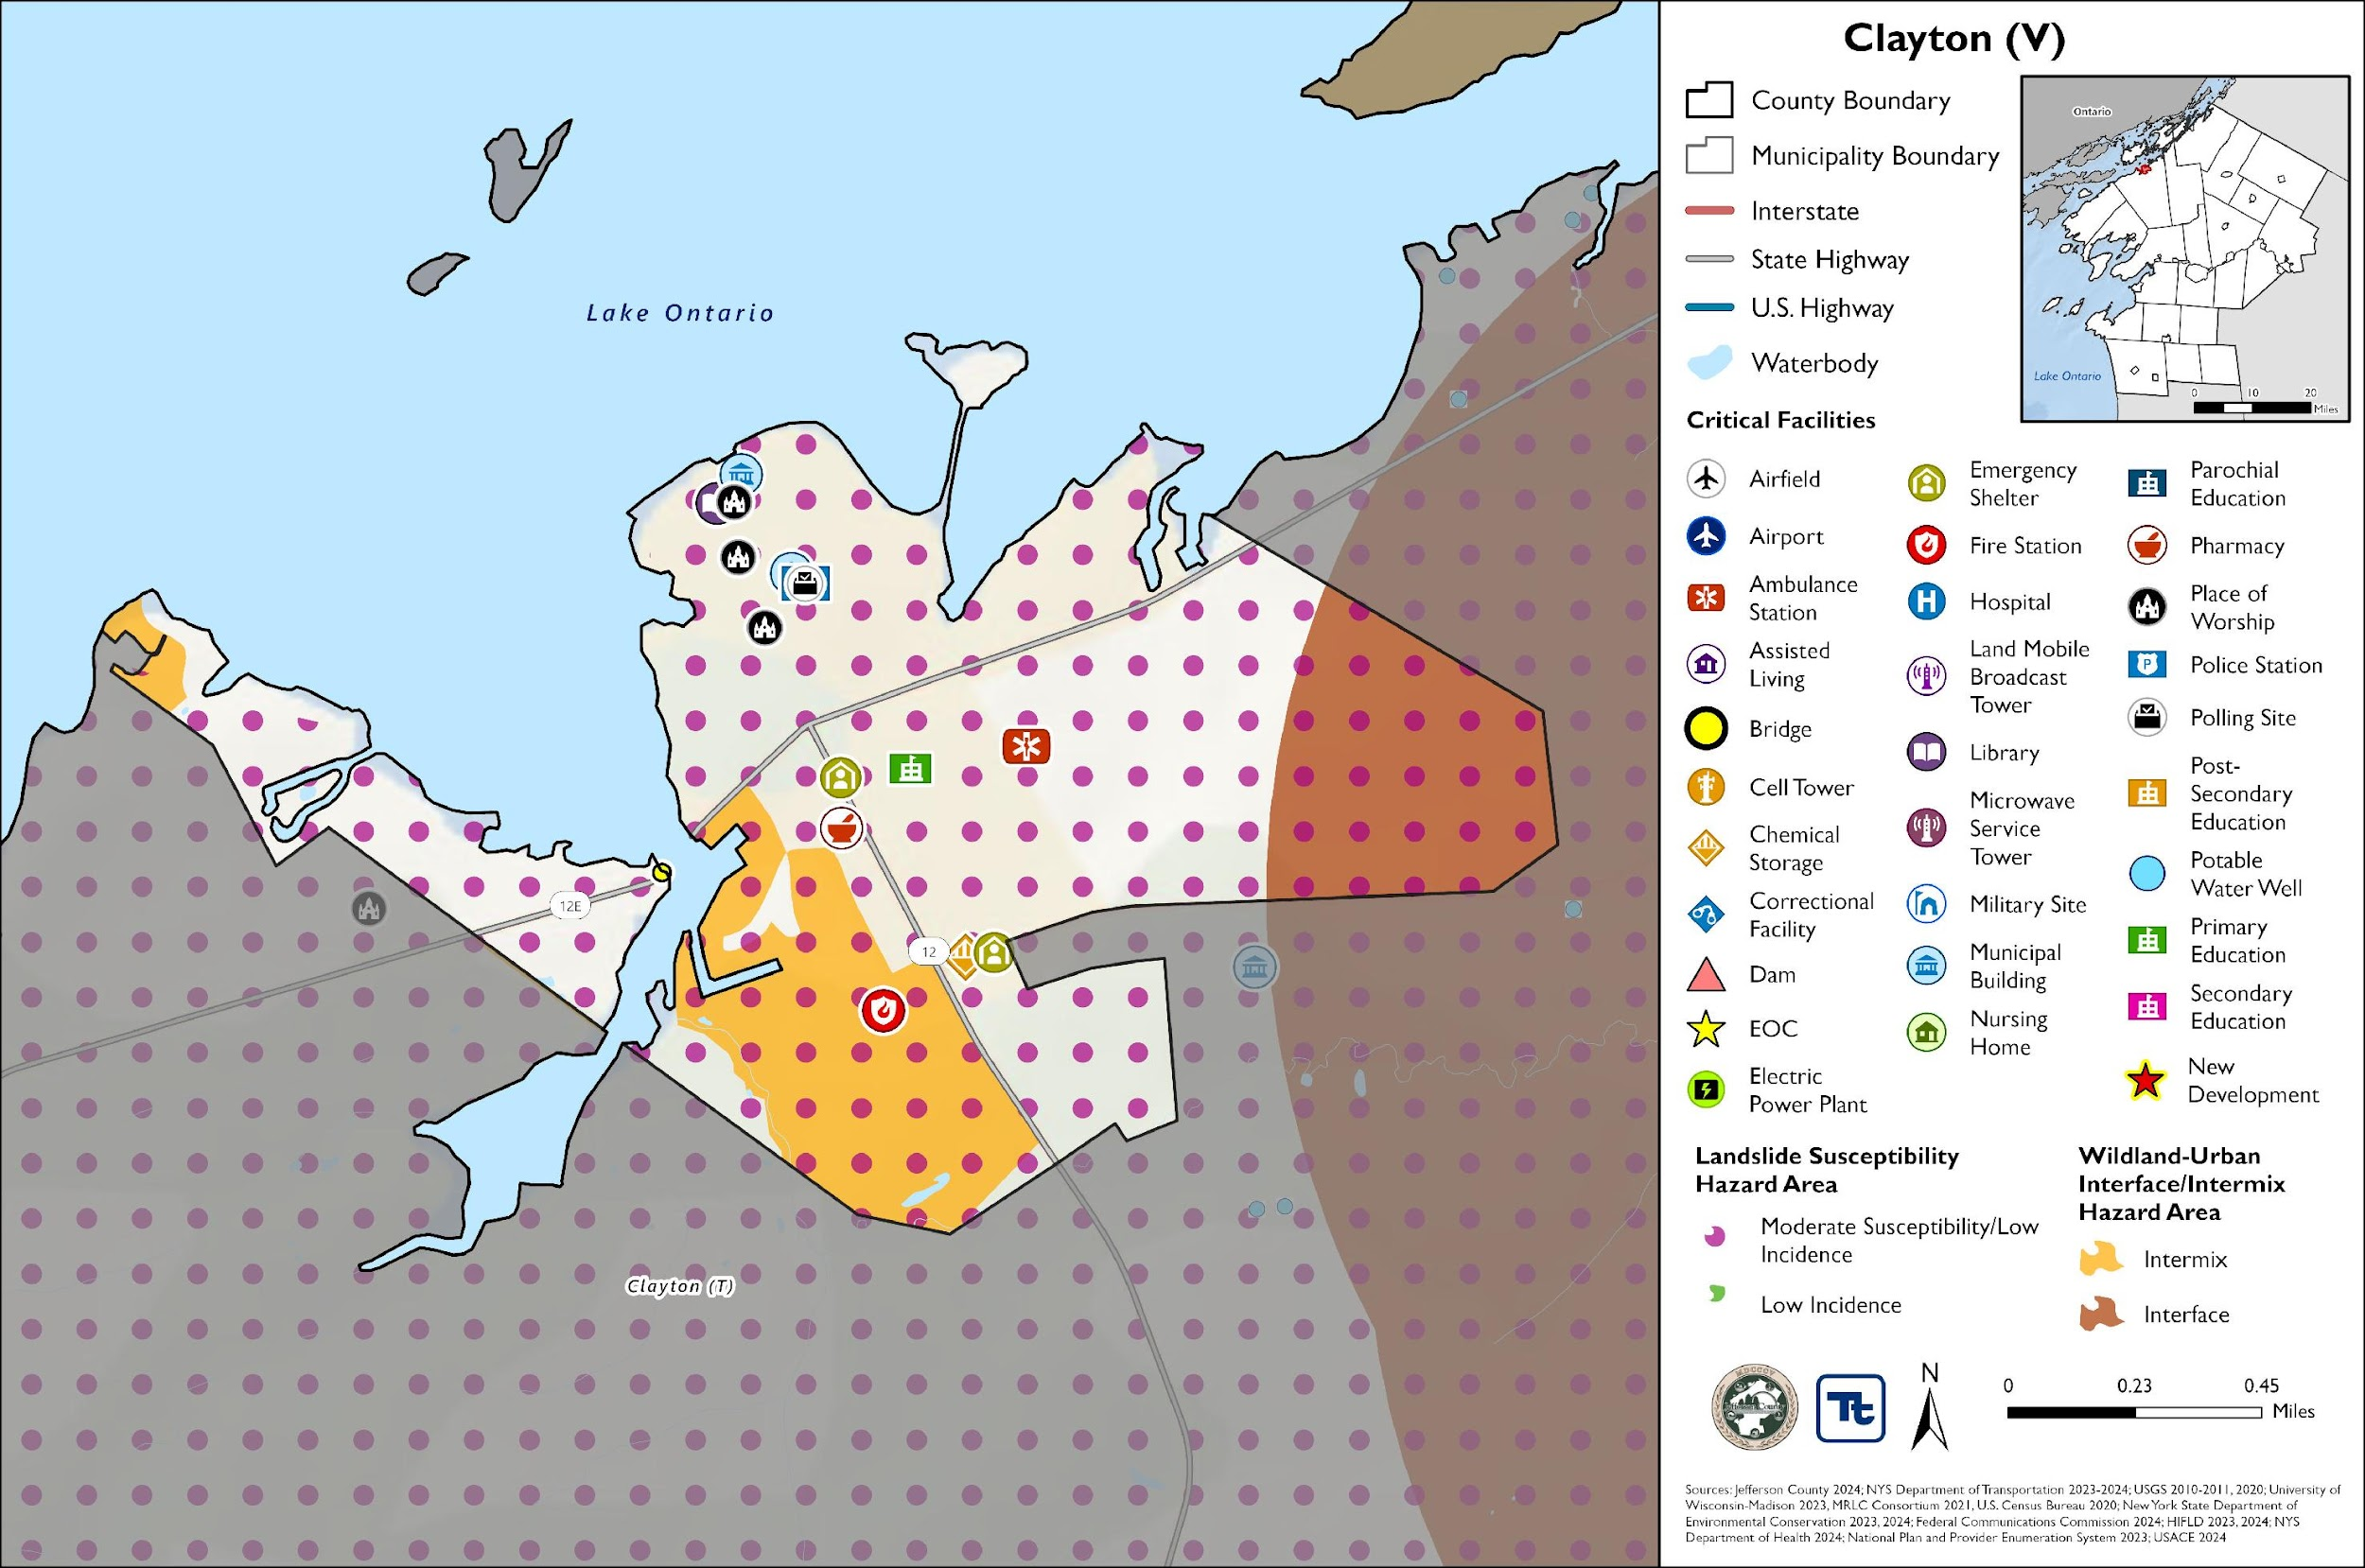 Clayton (V)
County Boundary
Municipality Boundary
Interstate
State Highway
U.S. Highway
Waterbody
Ontario
Lake Ontario
0 10 20
Miles
Critical Facilities
Airfield
Airport
Ambulance
Station
Assisted
Living
Bridge
Cell Tower
Chemical
Storage
Correctional
Facility
Dam
EOC
Electric
Power Plant
Emergency
Shelter
Fire Station
H
Hospital
Land Mobile
Broadcast
Tower
Library
Microwave
Service
Tower
Military Site
Municipal
Building
Nursing
Home
Parochial
Education
Pharmacy
Place of
Worship
P
Police Station
Polling Site
Post-
Secondary
Education
Potable
Water Well
Primary
Education
Secondary
Education
New
Development
Landslide Susceptibility
Hazard Area
Moderate Susceptibility/Low
Incidence
Low Incidence
Wildland-Urban
Interface/Intermix
Hazard Area
Intermix
Interface
Tt
N
0 0.23 0.45
Miles
Sources: Jefferson County 2024; NYS Department of Transportation 2023-2024; USGS 2010-2011, 2020; University of
Wisconsin-Madison 2023, MRLC Consortium 2021, U.S. Census Bureau 2020; New York State Department of
Environmental Conservation 2023, 2024; Federal Communications Commission 2024; HIFLD 2023, 2024; NYS
Department of Health 2024; National Plan and Provider Enumeration System 2023; USACE 2024
Lake Ontario
12E
12
Clayton (T)